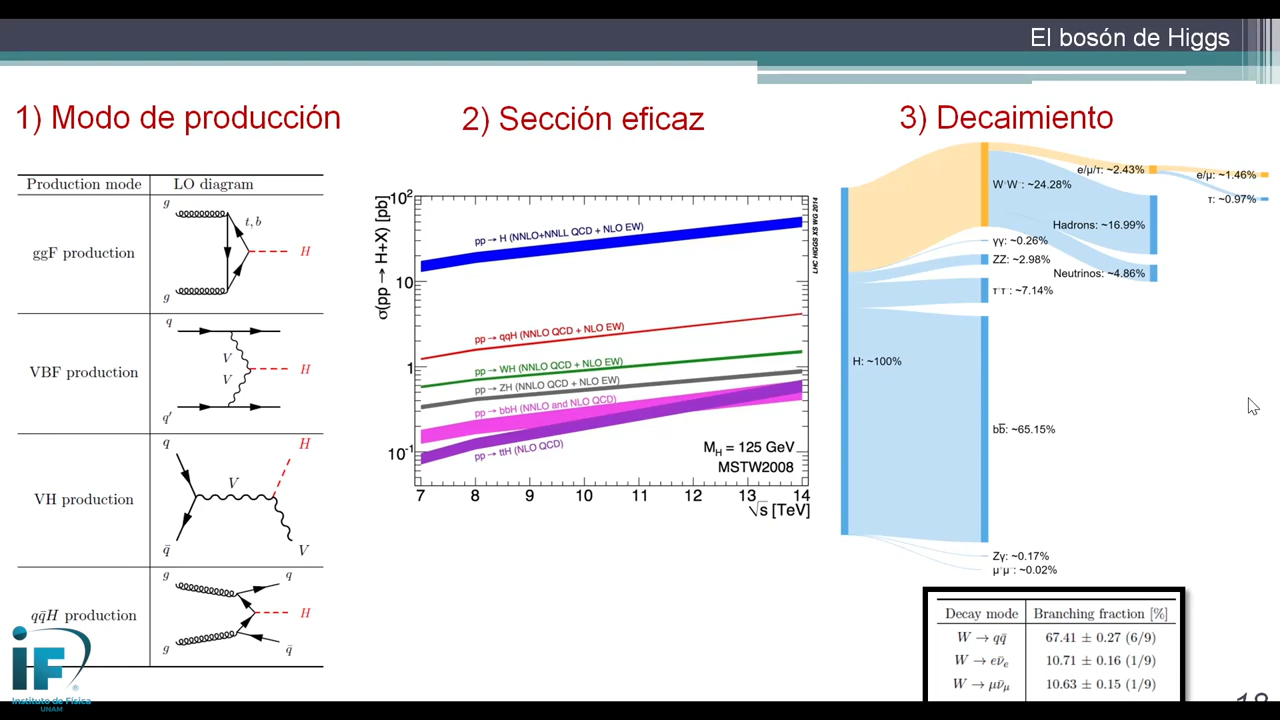 El bosón de Higgs
1) Modo de producción
2) Sección eficaz
3) Decaimiento
Production mode LO diagram
g
t, b
ggF production
H
g
q
V
VBF production
H
V
q'
q
H
V
VH production
q̄
V
g
q
qq̄H production
H
g
q̄
iF
®
Instituto de Física
UNAM
σ(pp → H+X) [pb]
10²
10
1
10⁻¹
pp → H (NNLO+NNLL QCD + NLO EW)
pp → qqH (NNLO QCD + NLO EW)
pp → WH (NNLO QCD + NLO EW)
pp → ZH (NNLO QCD + NLO EW)
pp → bbH (NNLO and NLO QCD)
pp → ttH (NLO QCD)
M_H = 125 GeV
MSTW2008
LHC HIGGS XS WG 2014
7 8 9 10 11 12 13 14
√s [TeV]
H: ~100%
W⁺W⁻: ~24.28%
γγ: ~0.26%
ZZ: ~2.98%
τ⁺τ⁻: ~7.14%
bb̅: ~65.15%
Zγ: ~0.17%
μ⁺μ⁻: ~0.02%
e/μ/τ: ~2.43%
Hadrons: ~16.99%
Neutrinos: ~4.86%
e/μ: ~1.46%
τ: ~0.97%
Decay mode Branching fraction [%]
W → qq̄ 67.41 ± 0.27 (6/9)
W → eν̄ₑ 10.71 ± 0.16 (1/9)
W → μν̄_μ 10.63 ± 0.15 (1/9)